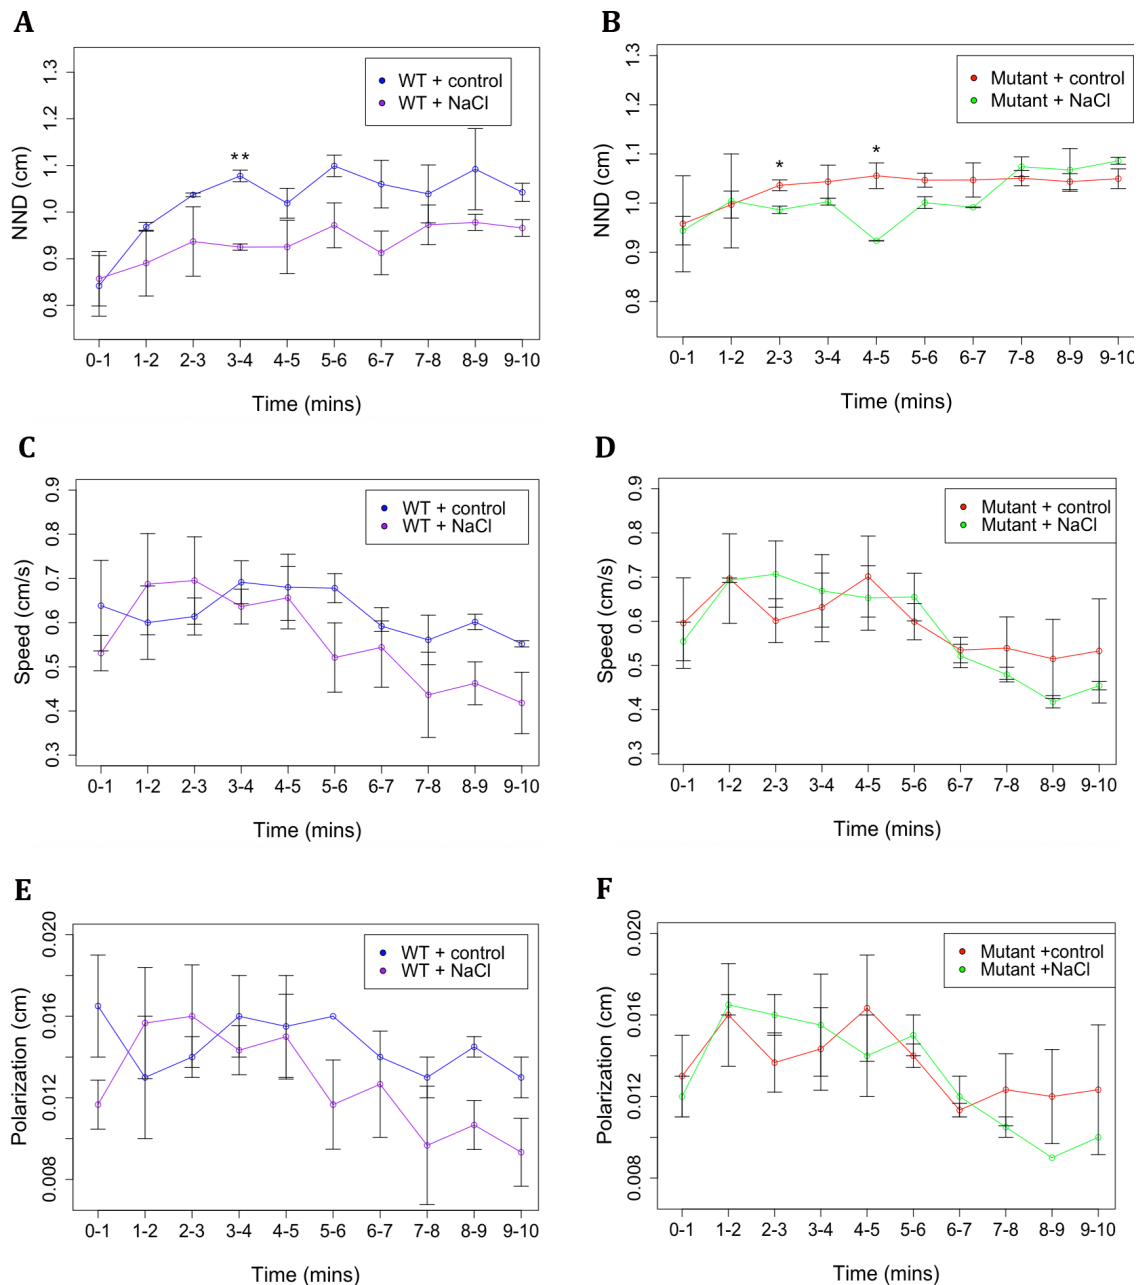 A
NND (cm)
1.3
1.2
1.1
1.0
0.9
0.8
WT + control
WT + NaCl
**
0-1 1-2 2-3 3-4 4-5 5-6 6-7 7-8 8-9 9-10
Time (mins)
B
NND (cm)
1.3
1.2
1.1
1.0
0.9
0.8
Mutant + control
Mutant + NaCl
* *
0-1 1-2 2-3 3-4 4-5 5-6 6-7 7-8 8-9 9-10
Time (mins)
C
Speed (cm/s)
0.9
0.8
0.7
0.6
0.5
0.4
0.3
WT + control
WT + NaCl
0-1 1-2 2-3 3-4 4-5 5-6 6-7 7-8 8-9 9-10
Time (mins)
D
Speed (cm/s)
0.9
0.8
0.7
0.6
0.5
0.4
0.3
Mutant + control
Mutant + NaCl
0-1 1-2 2-3 3-4 4-5 5-6 6-7 7-8 8-9 9-10
Time (mins)
E
Polarization (cm)
0.020
0.016
0.012
0.008
WT + control
WT + NaCl
0-1 1-2 2-3 3-4 4-5 5-6 6-7 7-8 8-9 9-10
Time (mins)
F
Polarization (cm)
0.020
0.016
0.012
0.008
Mutant +control
Mutant +NaCl
0-1 1-2 2-3 3-4 4-5 5-6 6-7 7-8 8-9 9-10
Time (mins)